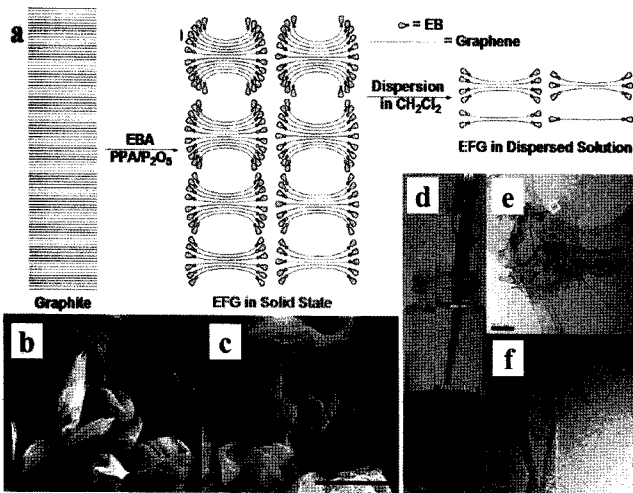 a
= EB
= Graphene
Dispersion
in CH₂Cl₂
EBA
PPA/P₂O₅
EFG in Dispersed Solution
Graphite
EFG in Solid State
b
c
d
e
f